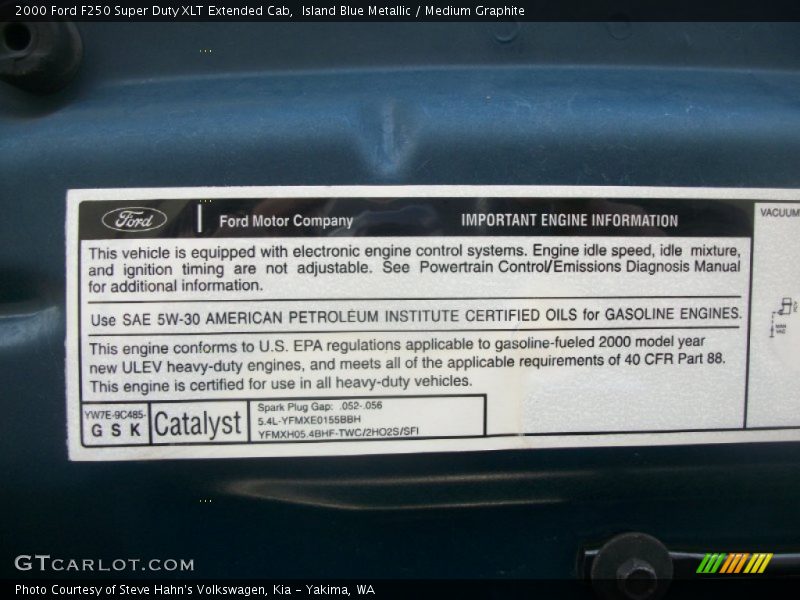 2000 Ford F250 Super Duty XLT Extended Cab,  Island Blue Metallic / Medium Graphite
Ford | Ford Motor Company IMPORTANT ENGINE INFORMATION
VACUUM
This vehicle is equipped with electronic engine control systems. Engine idle speed, idle mixture,
and ignition timing are not adjustable. See Powertrain Control/Emissions Diagnosis Manual
for additional information.
Use SAE 5W-30 AMERICAN PETROLEUM INSTITUTE CERTIFIED OILS for GASOLINE ENGINES.
This engine conforms to U.S. EPA regulations applicable to gasoline-fueled 2000 model year
new ULEV heavy-duty engines, and meets all of the applicable requirements of 40 CFR Part 88.
This engine is certified for use in all heavy-duty vehicles.
YW7E-9C485-
G S K
Catalyst
Spark Plug Gap: .052-.056
5.4L-YFMXE0155BBH
YFMXH05.4BHF-TWC/2HO2S/SFI
MAN
VAC
GTCARLOT.COM
Photo Courtesy of Steve Hahn's Volkswagen, Kia - Yakima, WA